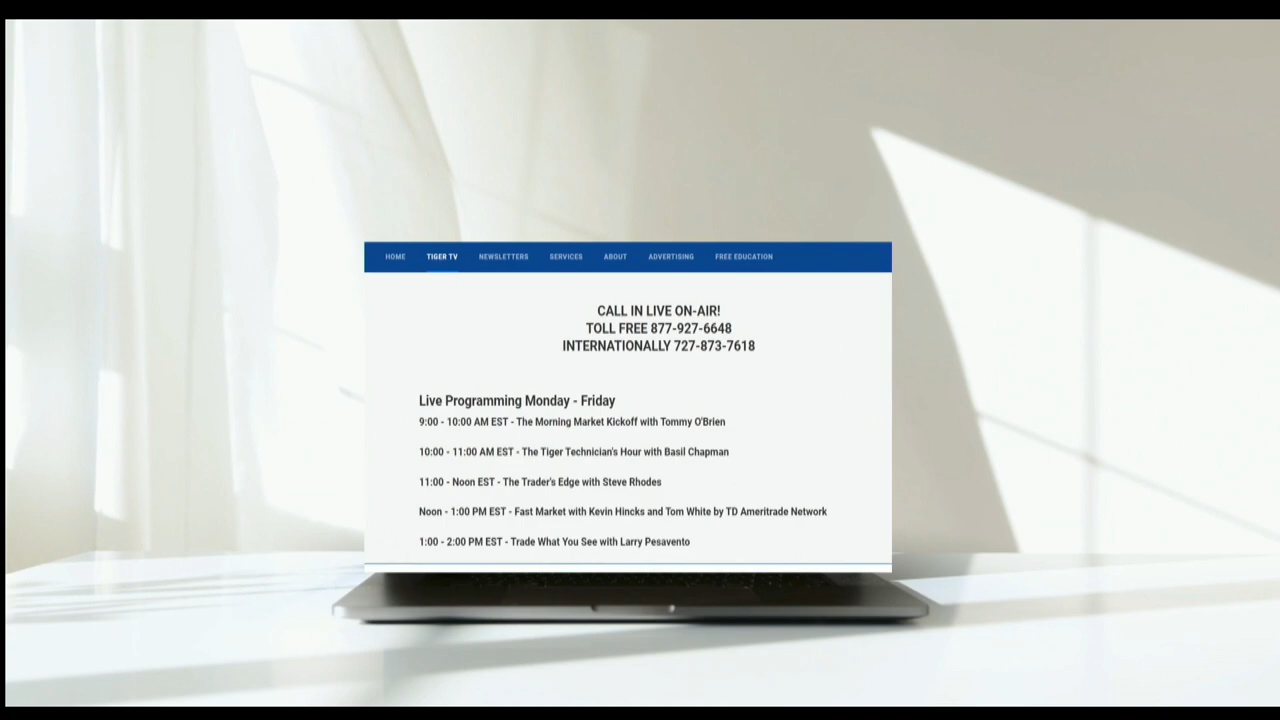 HOME TIGER TV NEWSLETTERS SERVICES ABOUT ADVERTISING FREE EDUCATION
CALL IN LIVE ON-AIR!
TOLL FREE 877-927-6648
INTERNATIONALLY 727-873-7618
Live Programming Monday - Friday
9:00 - 10:00 AM EST - The Morning Market Kickoff with Tommy O'Brien
10:00 - 11:00 AM EST - The Tiger Technician's Hour with Basil Chapman
11:00 - Noon EST - The Trader's Edge with Steve Rhodes
Noon - 1:00 PM EST - Fast Market with Kevin Hincks and Tom White by TD Ameritrade Network
1:00 - 2:00 PM EST - Trade What You See with Larry Pesavento